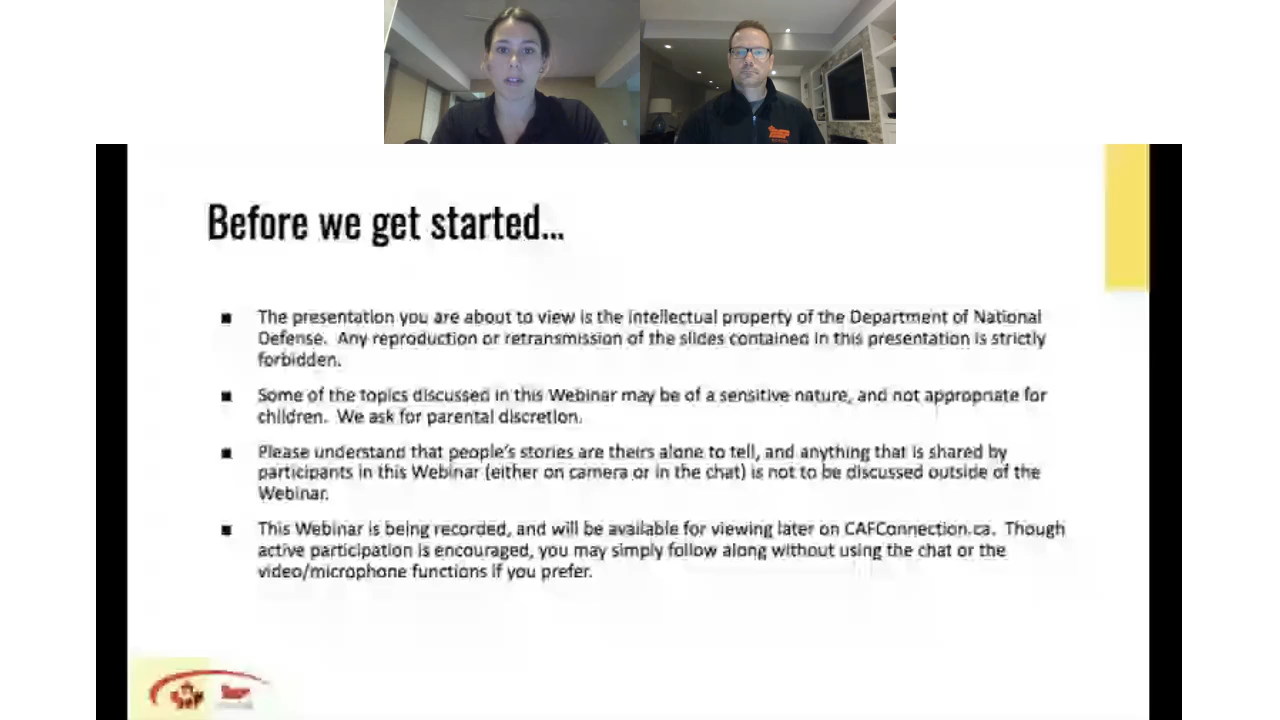 Before we get started...
■ The presentation you are about to view is the intellectual property of the Department of National
Defense. Any reproduction or retransmission of the slides contained in this presentation is strictly
forbidden.
■ Some of the topics discussed in this Webinar may be of a sensitive nature, and not appropriate for
children. We ask for parental discretion.
■ Please understand that people's stories are theirs alone to tell, and anything that is shared by
participants in this Webinar (either on camera or in the chat) is not to be discussed outside of the
Webinar.
■ This Webinar is being recorded, and will be available for viewing later on CAFConnection.ca. Though
active participation is encouraged, you may simply follow along without using the chat or the
video/microphone functions if you prefer.